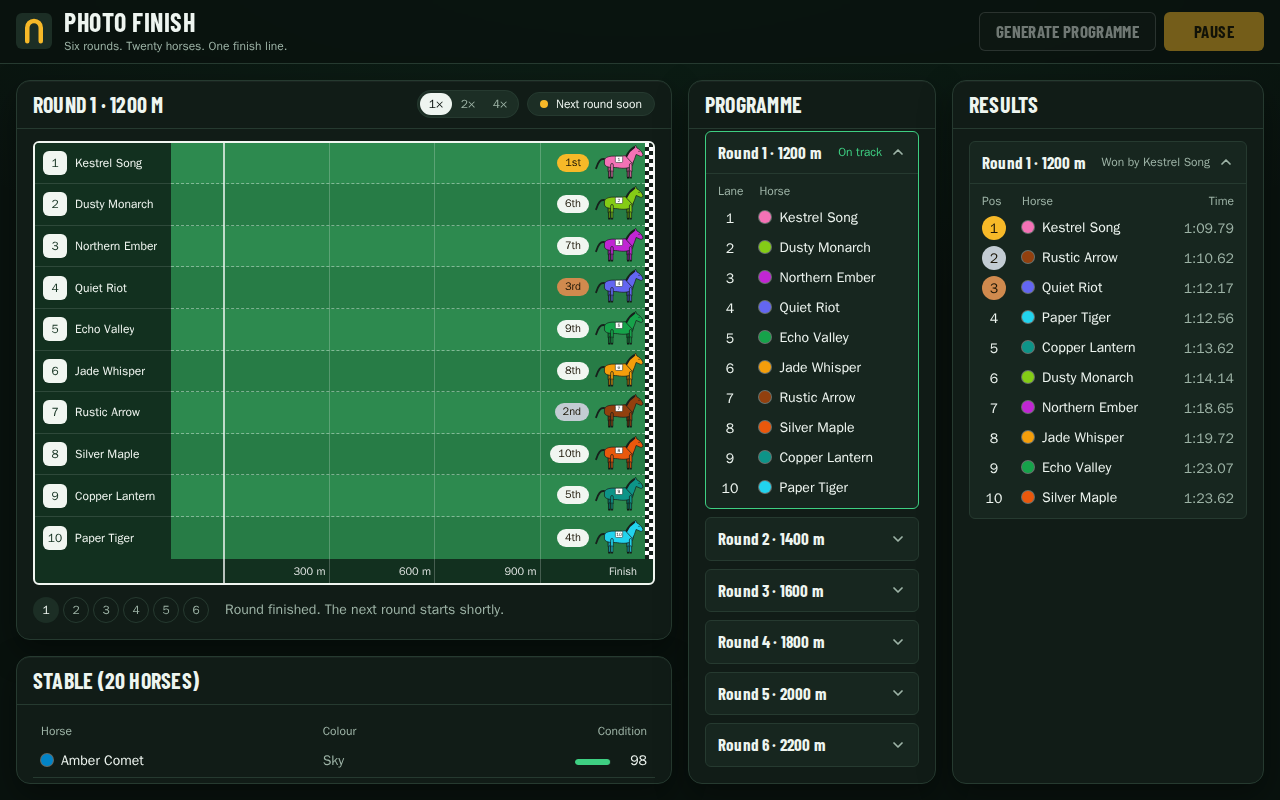 PHOTO FINISH
Six rounds. Twenty horses. One finish line.
GENERATE PROGRAMME
PAUSE
ROUND 1 · 1200 M
1× 2× 4×
Next round soon
1 Kestrel Song 1st
2 Dusty Monarch 6th
3 Northern Ember 7th
4 Quiet Riot 3rd
5 Echo Valley 9th
6 Jade Whisper 8th
7 Rustic Arrow 2nd
8 Silver Maple 10th
9 Copper Lantern 5th
10 Paper Tiger 4th
300 m 600 m 900 m Finish
1 2 3 4 5 6 Round finished. The next round starts shortly.
STABLE (20 HORSES)
Horse Colour Condition
Amber Comet Sky 98
PROGRAMME
Round 1 · 1200 m On track
Lane Horse
1 Kestrel Song
2 Dusty Monarch
3 Northern Ember
4 Quiet Riot
5 Echo Valley
6 Jade Whisper
7 Rustic Arrow
8 Silver Maple
9 Copper Lantern
10 Paper Tiger
Round 2 · 1400 m
Round 3 · 1600 m
Round 4 · 1800 m
Round 5 · 2000 m
Round 6 · 2200 m
RESULTS
Round 1 · 1200 m Won by Kestrel Song
Pos Horse Time
1 Kestrel Song 1:09.79
2 Rustic Arrow 1:10.62
3 Quiet Riot 1:12.17
4 Paper Tiger 1:12.56
5 Copper Lantern 1:13.62
6 Dusty Monarch 1:14.14
7 Northern Ember 1:18.65
8 Jade Whisper 1:19.72
9 Echo Valley 1:23.07
10 Silver Maple 1:23.62